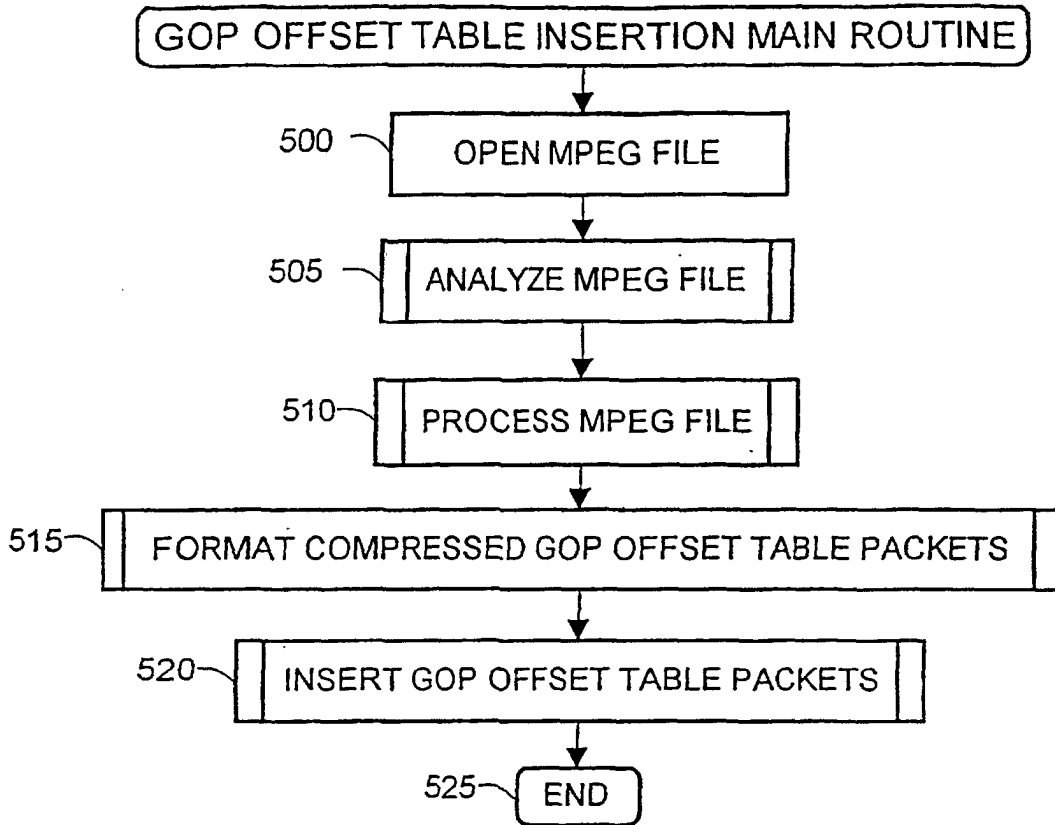 GOP OFFSET TABLE INSERTION MAIN ROUTINE
500
OPEN MPEG FILE
505
ANALYZE MPEG FILE
510
PROCESS MPEG FILE
515
FORMAT COMPRESSED GOP OFFSET TABLE PACKETS
520
INSERT GOP OFFSET TABLE PACKETS
525
END